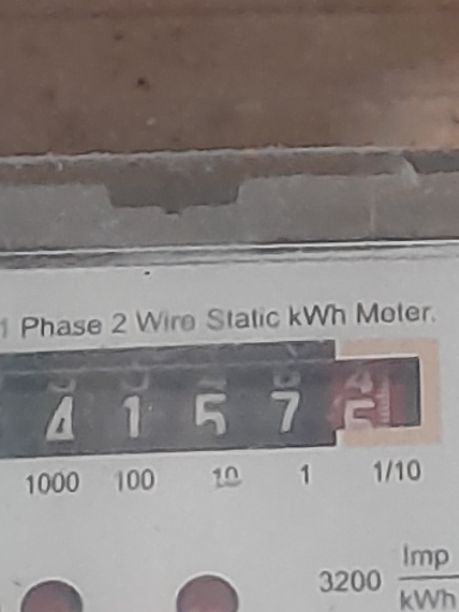 1 Phase 2 Wire Static kWh Meter.
4 1 5 7 5
1000 100 10 1 1/10
3200 Imp
kWh